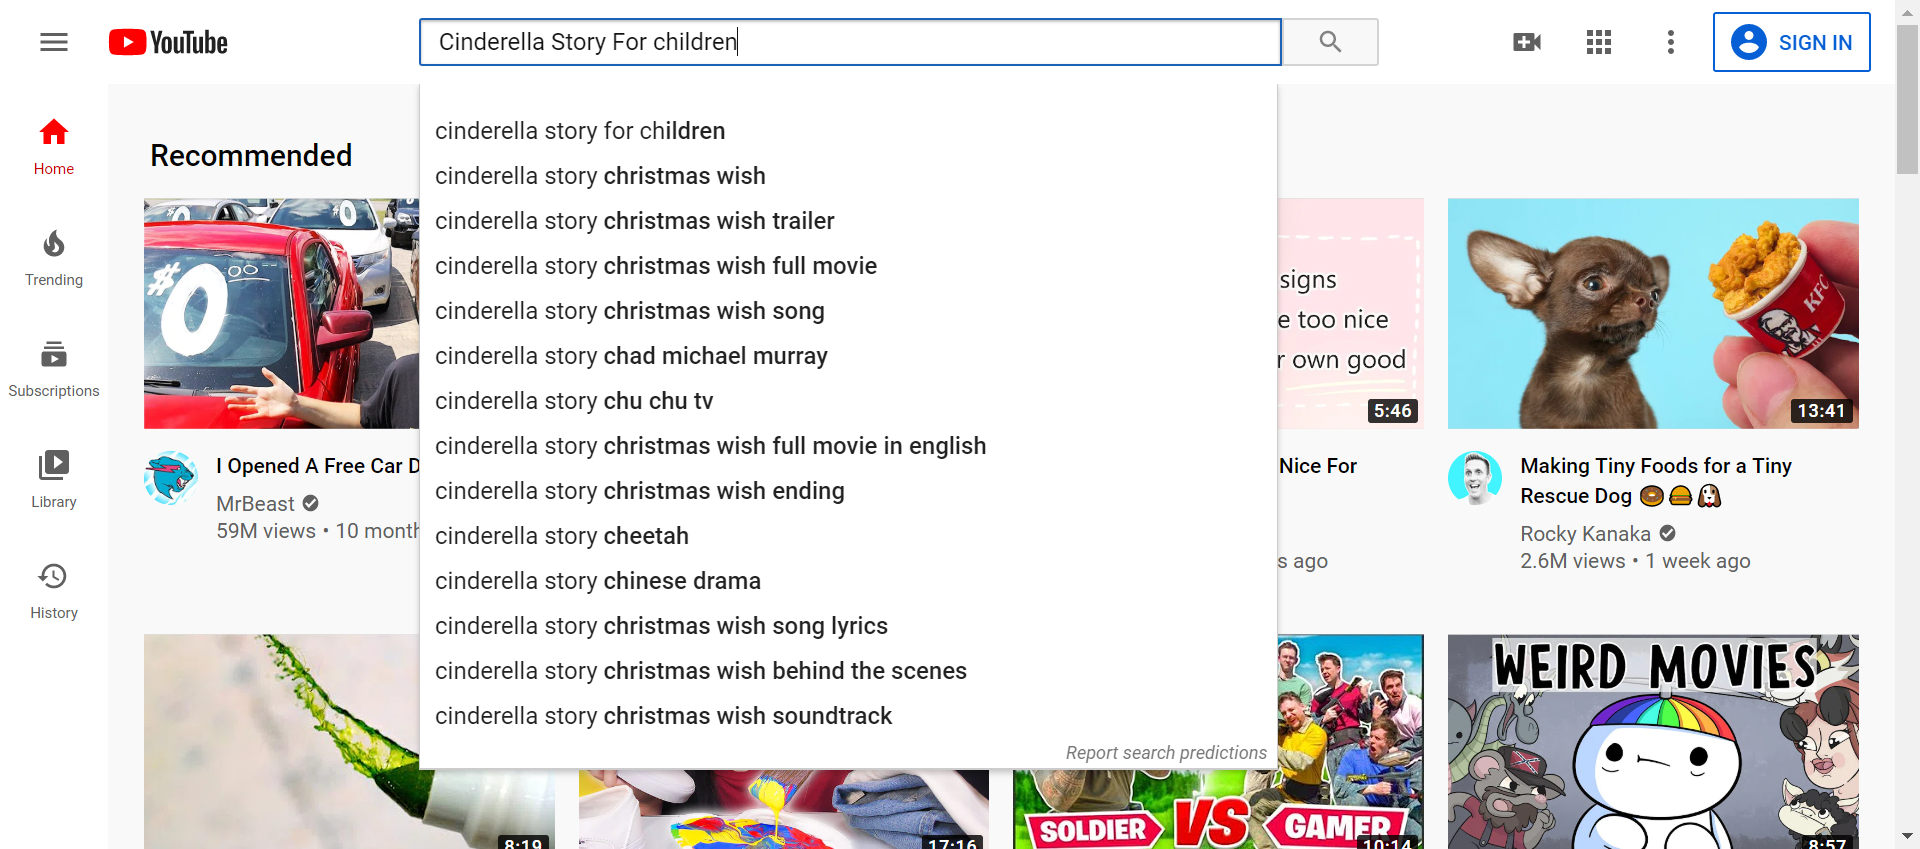 YouTube
Cinderella Story For children
SIGN IN
Home
Trending
Subscriptions
Library
History
Recommended
cinderella story for children
cinderella story christmas wish
cinderella story christmas wish trailer
cinderella story christmas wish full movie
cinderella story christmas wish song
cinderella story chad michael murray
cinderella story chu chu tv
cinderella story christmas wish full movie in english
cinderella story christmas wish ending
cinderella story cheetah
cinderella story chinese drama
cinderella story christmas wish song lyrics
cinderella story christmas wish behind the scenes
cinderella story christmas wish soundtrack
Report search predictions
#0.00
#0
0
I Opened A Free Car D
MrBeast
59M views • 10 month
signs
e too nice
r own good
5:46
Nice For
s ago
KFC
13:41
Making Tiny Foods for a Tiny
Rescue Dog
Rocky Kanaka
2.6M views • 1 week ago
8:19
17:16
SOLDIER VS GAMER
10:14
WEIRD MOVIES
8:57